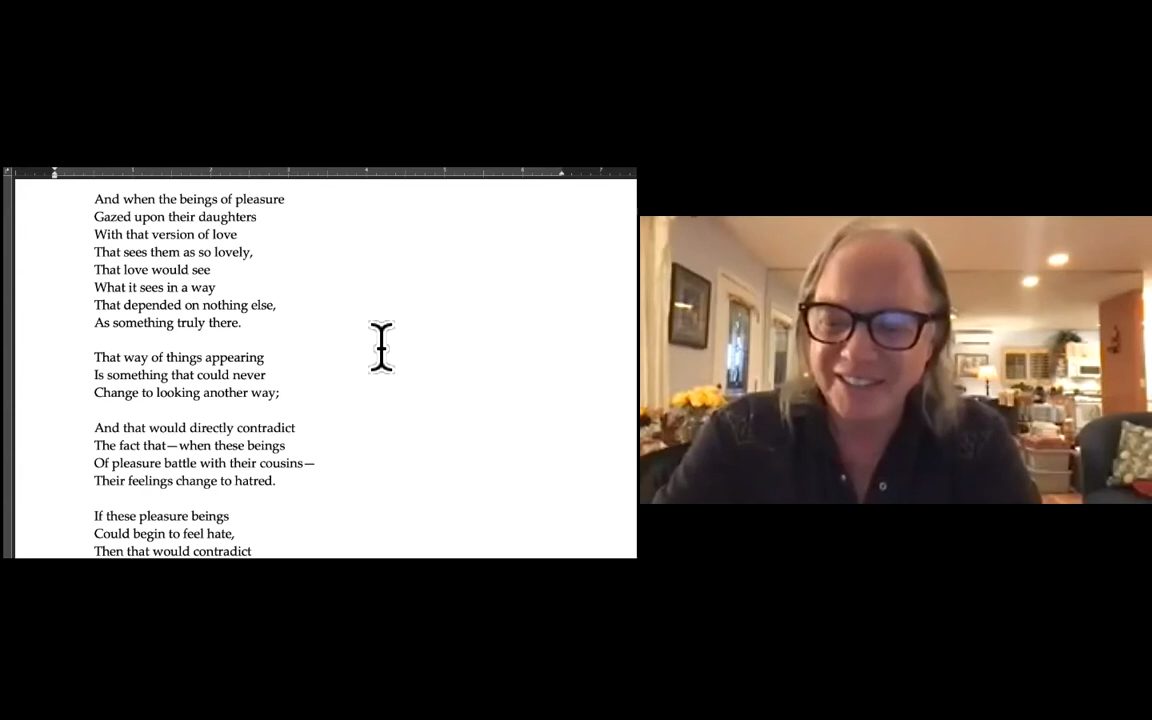 And when the beings of pleasure
Gazed upon their daughters
With that version of love
That sees them as so lovely,
That love would see
What it sees in a way
That depended on nothing else,
As something truly there.
That way of things appearing
Is something that could never
Change to looking another way;
And that would directly contradict
The fact that—when these beings
Of pleasure battle with their cousins—
Their feelings change to hatred.
If these pleasure beings
Could begin to feel hate,
Then that would contradict